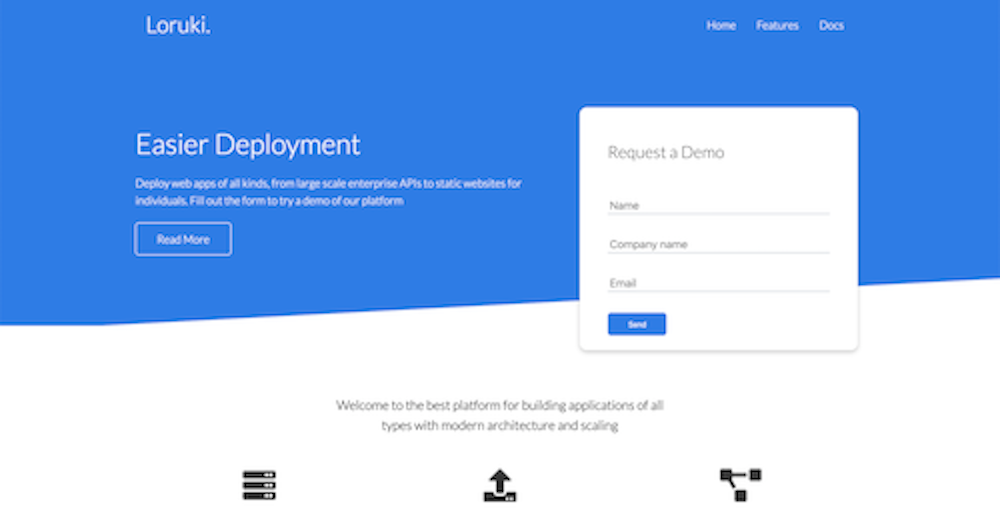 Loruki.
Home Features Docs
Easier Deployment
Deploy web apps of all kinds, from large scale enterprise APIs to static websites for
individuals. Fill out the form to try a demo of our platform
Read More
Request a Demo
Name
Company name
Email
Send
Welcome to the best platform for building applications of all
types with modern architecture and scaling